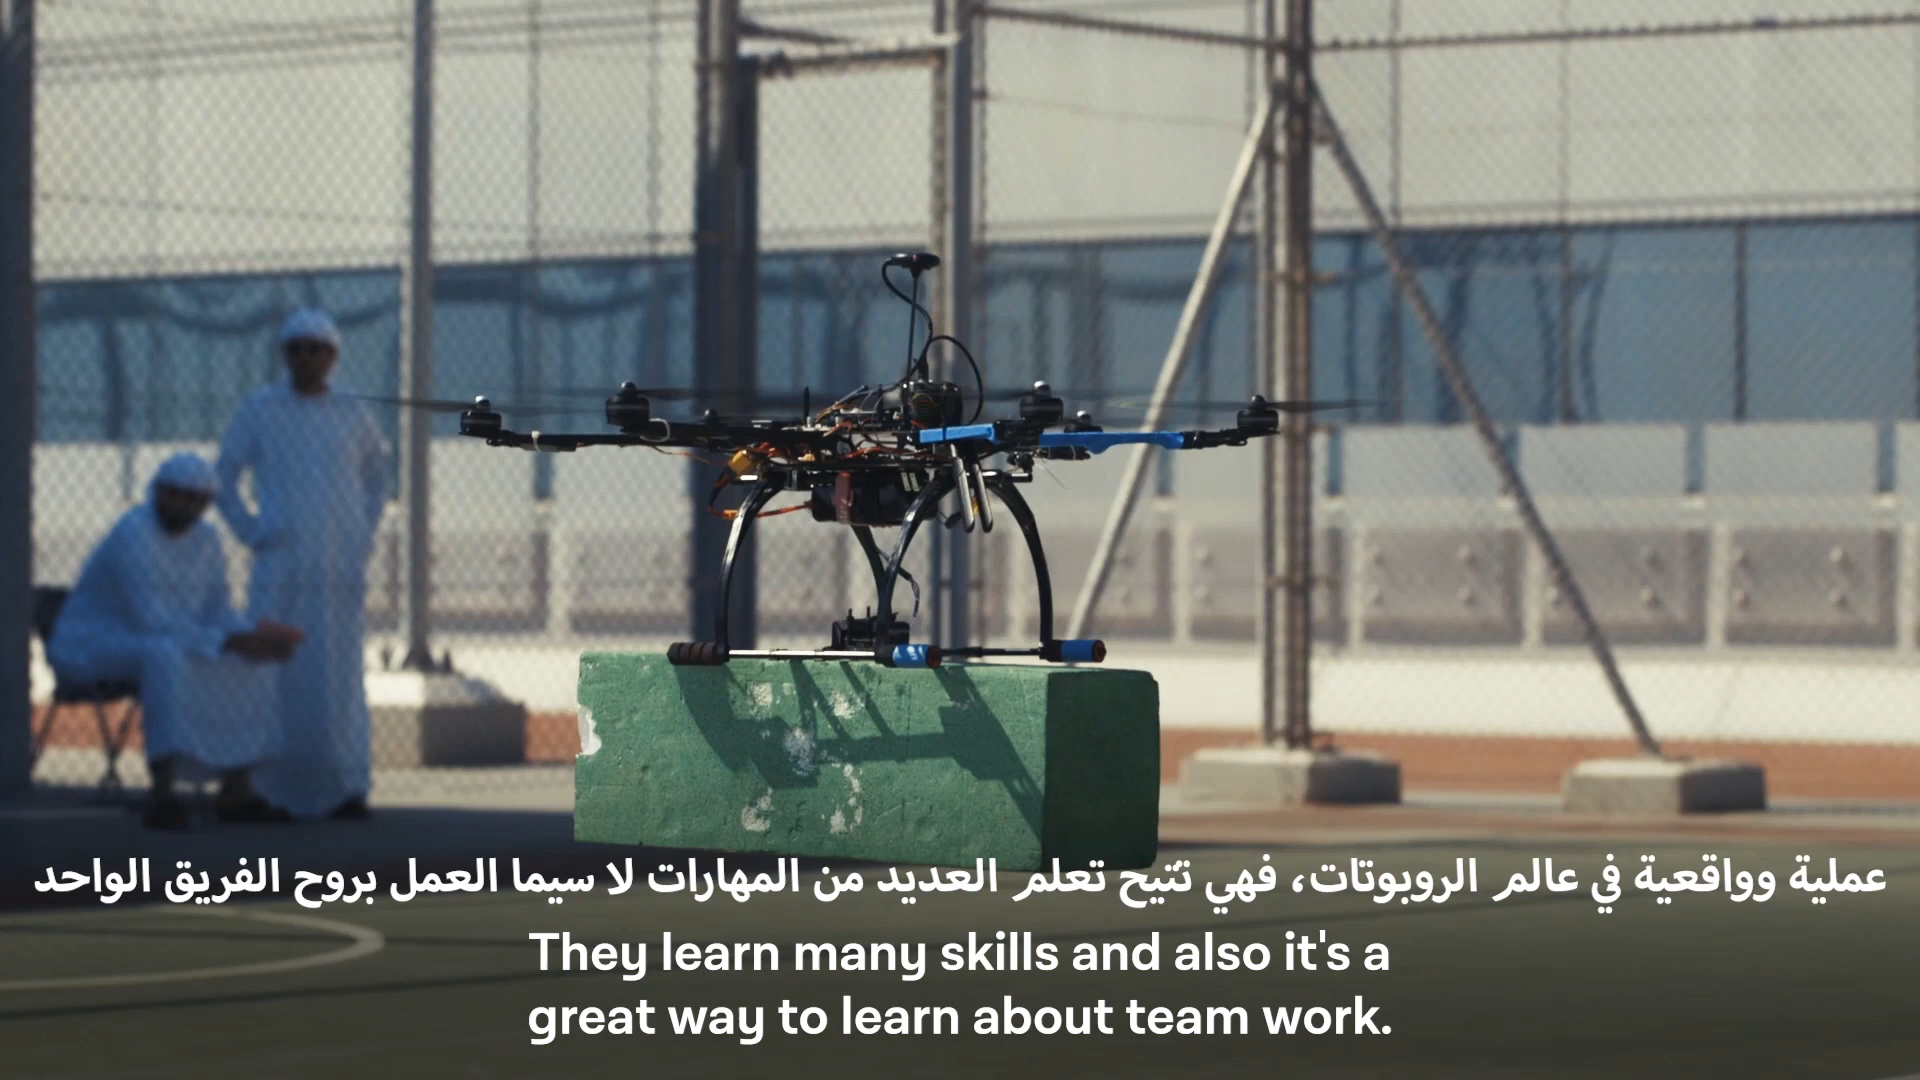 عملية وواقعية في عالم الروبوتات، فهي تتيح تعلم العديد من المهارات لا سيما العمل بروح الفريق الواحد
They learn many skills and also it's a
great way to learn about team work.